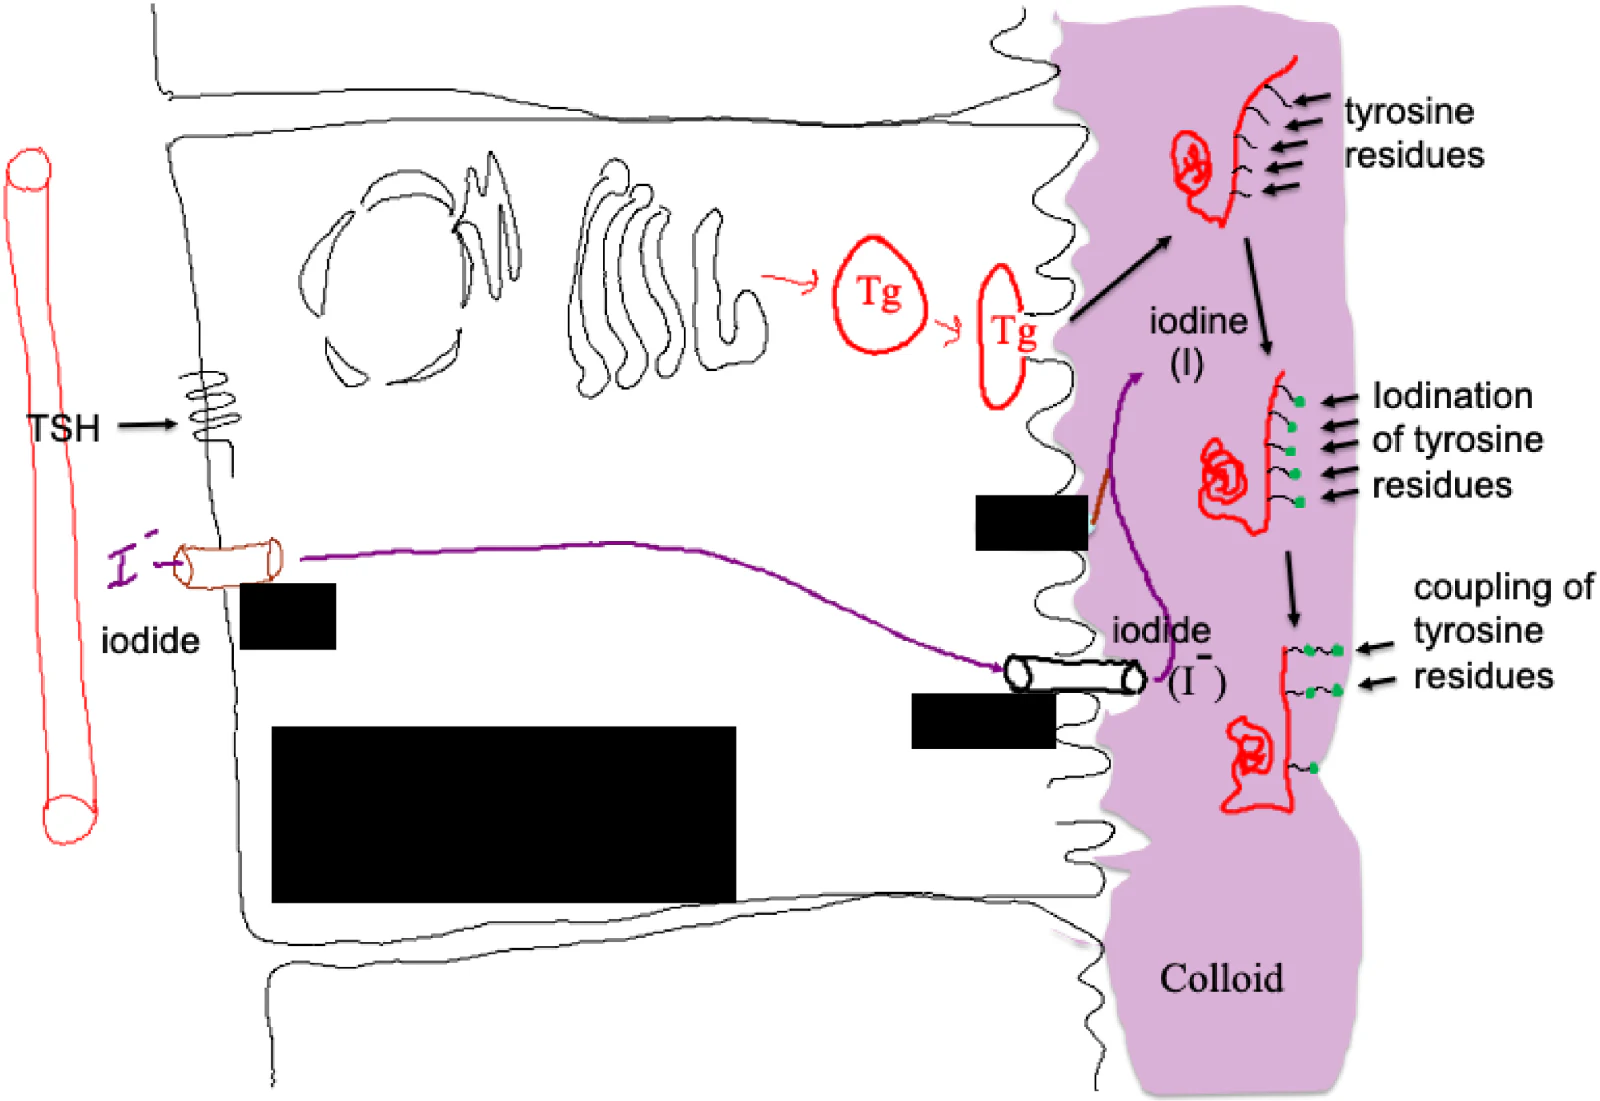 tyrosine
residues
Tg
Tg
iodine
(I)
TSH
Iodination
of tyrosine
residues
I⁻
iodide
iodide
(I⁻)
coupling of
tyrosine
residues
Colloid